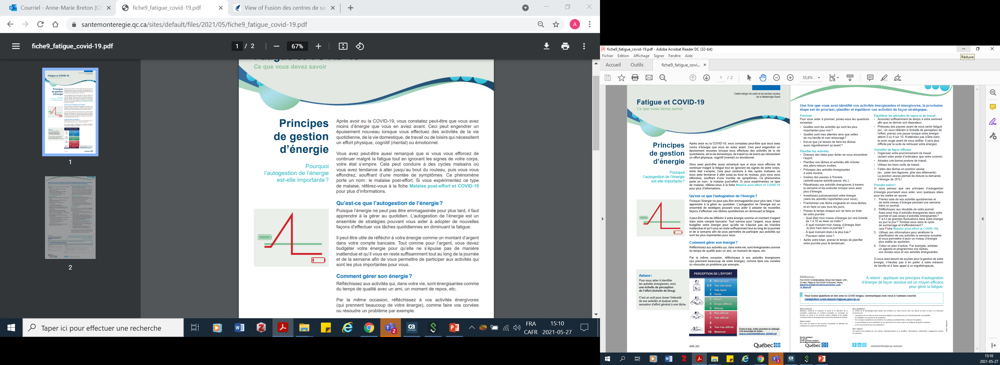 Courriel - Anne-Marie Breton (CIS
fiche9_fatigue_covid-19.pdf
View of Fusion des centres de sa
santemonteregie.qc.ca/sites/default/files/2021/05/fiche9_fatigue_covid-19.pdf
A
fiche9_fatigue_covid-19.pdf
1 / 2
67%
1
2
Fatigue et COVID-19
Ce que vous devez savoir
Principes
de gestion
d'énergie
Pourquoi
l'autogestion de l'énergie
est-elle importante ?
Après avoir eu la COVID-19, vous constatez peut-être que vous avez
moins d'énergie que vous en aviez avant. Ceci peut engendrer un
épuisement nouveau lorsque vous effectuez des activités de la vie
quotidienne, de la vie domestique, de travail ou de loisirs qui nécessitent
un effort physique, cognitif (mental) ou émotionnel.
Vous avez peut-être aussi remarqué que si vous vous efforcez de
continuer malgré la fatigue tout en ignorant les signes de votre corps,
votre état s'empire. Cela peut conduire à des cycles malsains où
vous avez tendance à aller jusqu'au bout du rouleau, puis vous vous
effondrez, souffrant d'une montée de symptômes. Ce phénomène
porte un nom : le malaise post-effort. Si vous expérimentez ce type
de malaise, référez-vous à la fiche Malaise post-effort et COVID-19
pour plus d'informations.
Qu'est-ce que l'autogestion de l'énergie ?
Puisque l'énergie ne peut pas être emmagasinée pour plus tard, il faut
apprendre à la gérer au quotidien. L'autogestion de l'énergie est un
ensemble de stratégies pouvant vous aider à adopter de nouvelles
façons d'effectuer vos tâches quotidiennes en diminuant la fatigue.
Il peut être utile de réfléchir à votre énergie comme un montant d'argent
dans votre compte bancaire. Tout comme pour l'argent, vous devez
budgéter votre énergie pour qu'elle ne s'épuise pas de manière
inattendue et qu'il vous en reste suffisamment tout au long de la journée
et de la semaine afin de vous permettre de participer aux activités qui
sont les plus importantes pour vous.
Comment gérer son énergie ?
Réfléchissez aux activités qui, dans votre vie, sont énergisantes comme
du temps de qualité avec un ami, un moment de repos, etc.
Par la même occasion, réfléchissez à vos activités énergivores
(qui prennent beaucoup de votre énergie), comme faire vos corvées
ou résoudre un problème par exemple.
Taper ici pour effectuer une recherche
FRA
CAFR
15:10
2021-05-27
fiche9_fatigue_covid-19.pdf - Adobe Acrobat Reader DC (32-bit)
Réduire
Fichier Edition Affichage Signer Fenêtre Aide
Accueil Outils fiche9_fatigue_covi...
1 / 2
55,6%
Centre intégré de santé et de services sociaux
de la Montérégie-Ouest
Fatigue et COVID-19
Ce que vous devez savoir
Principes
de gestion
d'énergie
Pourquoi
l'autogestion de l'énergie
est-elle importante ?
Après avoir eu la COVID-19, vous constatez peut-être que vous avez
moins d'énergie que vous en aviez avant. Ceci peut engendrer un
épuisement nouveau lorsque vous effectuez des activités de la vie
quotidienne, de la vie domestique, de travail ou de loisirs qui nécessitent
un effort physique, cognitif (mental) ou émotionnel.
Vous avez peut-être aussi remarqué que si vous vous efforcez de
continuer malgré la fatigue tout en ignorant les signes de votre corps,
votre état s'empire. Cela peut conduire à des cycles malsains où
vous avez tendance à aller jusqu'au bout du rouleau, puis vous vous
effondrez, souffrant d'une montée de symptômes. Ce phénomène
porte un nom : le malaise post-effort. Si vous expérimentez ce type
de malaise, référez-vous à la fiche Malaise post-effort et COVID-19
pour plus d'informations.
Qu'est-ce que l'autogestion de l'énergie ?
Puisque l'énergie ne peut pas être emmagasinée pour plus tard, il faut
apprendre à la gérer au quotidien. L'autogestion de l'énergie est un
ensemble de stratégies pouvant vous aider à adopter de nouvelles
façons d'effectuer vos tâches quotidiennes en diminuant la fatigue.
Il peut être utile de réfléchir à votre énergie comme un montant d'argent
dans votre compte bancaire. Tout comme pour l'argent, vous devez
budgéter votre énergie pour qu'elle ne s'épuise pas de manière
inattendue et qu'il vous en reste suffisamment tout au long de la journée
et de la semaine afin de vous permettre de participer aux activités qui
sont les plus importantes pour vous.
Comment gérer son énergie ?
Réfléchissez aux activités qui, dans votre vie, sont énergisantes comme
du temps de qualité avec un ami, un moment de repos, etc.
Par la même occasion, réfléchissez à vos activités énergivores
(qui prennent beaucoup de votre énergie), comme faire vos corvées
ou résoudre un problème par exemple.
Astuce :
Pour vous aider à identifier
les activités énergivores, voici
une échelle de perception
de l'effort (échelle de Borg).
C'est un outil pour doser l'intensité
de vos activités et évaluer votre
sensation d'effort général à une tâche.
PERCEPTION DE L'EFFORT
0 Rien du tout
0,5 Très très facile
1 Très facile
2 Facile
3 Moyen
4 Un peu difficile
5 Difficile
6 Plus difficile
7 Très difficile
8
9 Très très difficile
10 Maximum
Échelle de Borg : Institut universitaire de cardiologie
et de pneumologie de Québec :
AVRIL 2021
Québec
Une fois que vous avez identifié vos activités énergisantes et énergivores, la prochaine
étape est de prioriser, planifier et équilibrer ces activités de façon stratégique.
Prioriser
Pour vous aider à prioriser, posez-vous les questions
suivantes :
• Quelles sont les activités qui sont les plus
importantes pour moi ?
• Quelles sont mes attentes ainsi que celles
de ma famille et mon entourage ?
• Est-ce que j'ai besoin de faire les tâches
aussi régulièrement qu'avant ?
Planifier les activités
• Dressez des listes pour éviter de vous encombrer
l'esprit;
• Planifiez vos tâches et activités afin d'éviter
des allers-retours inutiles;
• Prévoyez des activités énergisantes
à votre horaire;
• Insérez des pauses à l'horaire
(activité-pause-activité-pause, etc.);
• Répartissez vos activités énergivores à travers
la semaine et les exécuter lorsque vous avez
plus d'énergie;
• Investissez judicieusement votre énergie
(dans les activités importantes pour vous);
• Fractionnez une tâche exigeante en sous-tâches
et en faire un peu tous les jours;
• Prenez le temps chaque soir de faire un bilan
de votre journée :
- Quel était mon niveau d'énergie sur une échelle
de 1 à 10 au lever ce matin ?
- À quel moment mon niveau d'énergie était
le plus haut dans la journée ?
- À quel moment était-il le plus bas ?
- Pourquoi selon vous ?
• Après votre bilan, prenez le temps de planifier
votre journée pour le lendemain.
Équilibrer les périodes de repos et de travail
• Accordez suffisamment de temps à votre sommeil
afin que ce dernier soit réparateur;
• Prévoyez des pauses avant de vous sentir fatigué.
(ex. : en vous référant à l'échelle de perception de
l'effort, prenez une pause lorsque votre énergie
atteint 3 ou 4 sur 10. N'attendez pas d'être dans
la zone rouge avant de vous arrêter. Il sera plus
difficile par la suite de retrouver votre énergie).
Travailler de façon efficace
• Organisez votre environnement de travail
(autant votre poste d'ordinateur que votre cuisine);
• Adoptez une bonne posture de travail;
• Utilisez les bons outils de travail;
• Faites des tâches en position assise
(ex. : peler des légumes, plier des vêtements).
La position assise permet de réduire la demande
d'énergie de 25 % !
Prendre action !
Si vous pensez que ces principes d'autogestion
d'énergie pourraient vous aider, voici quelques idées
pour les mettre en œuvre.
1. Prenez note de vos activités quotidiennes et
de votre niveau d'énergie pendant une semaine
dans un journal;
2. Réfléchissez aux résultats de votre journal.
Avez-vous trop d'activités énergivores dans votre
journée et pas assez d'activités énergisantes ?
Y a-t-il de grandes fluctuations dans votre énergie
au jour le jour? Tombez-vous dans le cycle
de surmenage et d'effondrement ?
(voir Fiche Malaise post-effort et COVID-19);
3. Utilisez ces informations pour améliorer la
planification de vos activités la semaine suivante
et vous permettre d'avoir un niveau d'énergie
plus stable au quotidien;
4. Créez un plan d'action. Par exemple, achetez
un agenda et programmez vos tâches,
vos rendez-vous et vos activités énergisantes.
Si vous avez besoin de soutien pour la gestion de votre
énergie, n'hésitez pas à en parler à votre médecin
de famille et à faire appel à un ergothérapeute.
Référence :
Post COVID-19 Interdisciplinary Clinical Care Network. (2021,
22 mars). Fatigue in Post COVID-19 Recovery: Pacing.
À retenir : appliquer les principes d'autogestion
d'énergie de façon assidue est un moyen efficace
pour gérer la fatigue.
Pour toutes questions en lien avec la COVID longue, communiquez avec nous à l'adresse courriel :
readaptation.covid.cisssmo16@ssss.gouv.qc.ca.
Notre mission
Notre vision
Nos ambitions
Nos valeurs
Centre intégré
de santé
et de services sociaux
de la Montérégie-Ouest
Québec
santemonteregie.qc.ca/ouest
15:10
2021-05-27